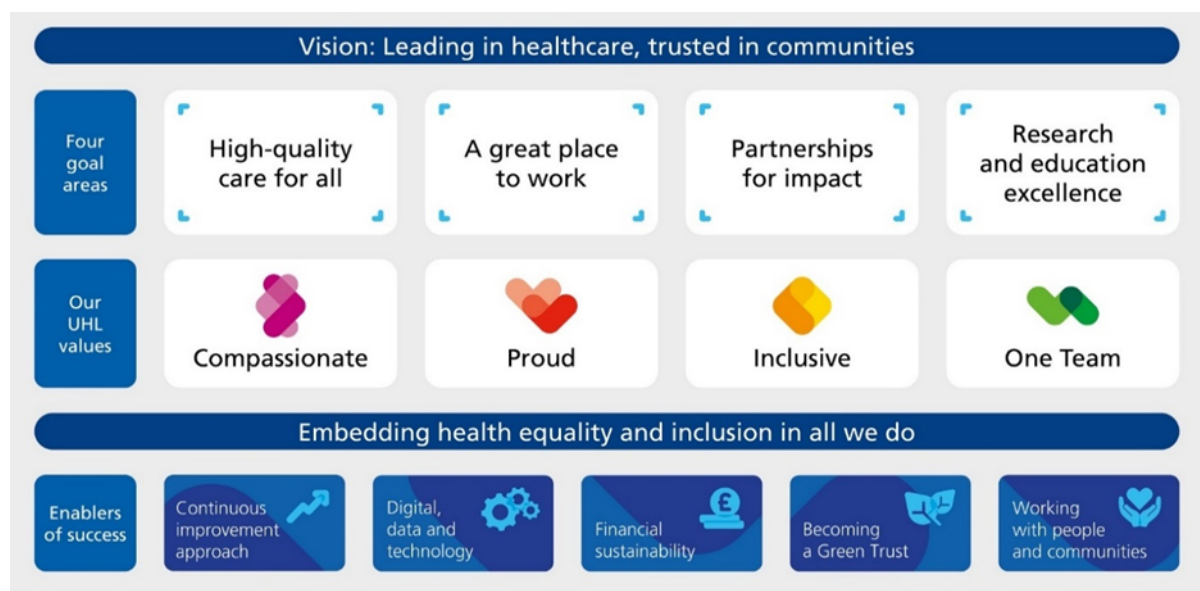 Vision: Leading in healthcare, trusted in communities
Four
goal
areas
High-quality
care for all
A great place
to work
Partnerships
for impact
Research
and education
excellence
Our
UHL
values
Compassionate
Proud
Inclusive
One Team
Embedding health equality and inclusion in all we do
Enablers
of success
Continuous
improvement
approach
Digital,
data and
technology
£
Financial
sustainability
Becoming
a Green Trust
Working
with people
and communities